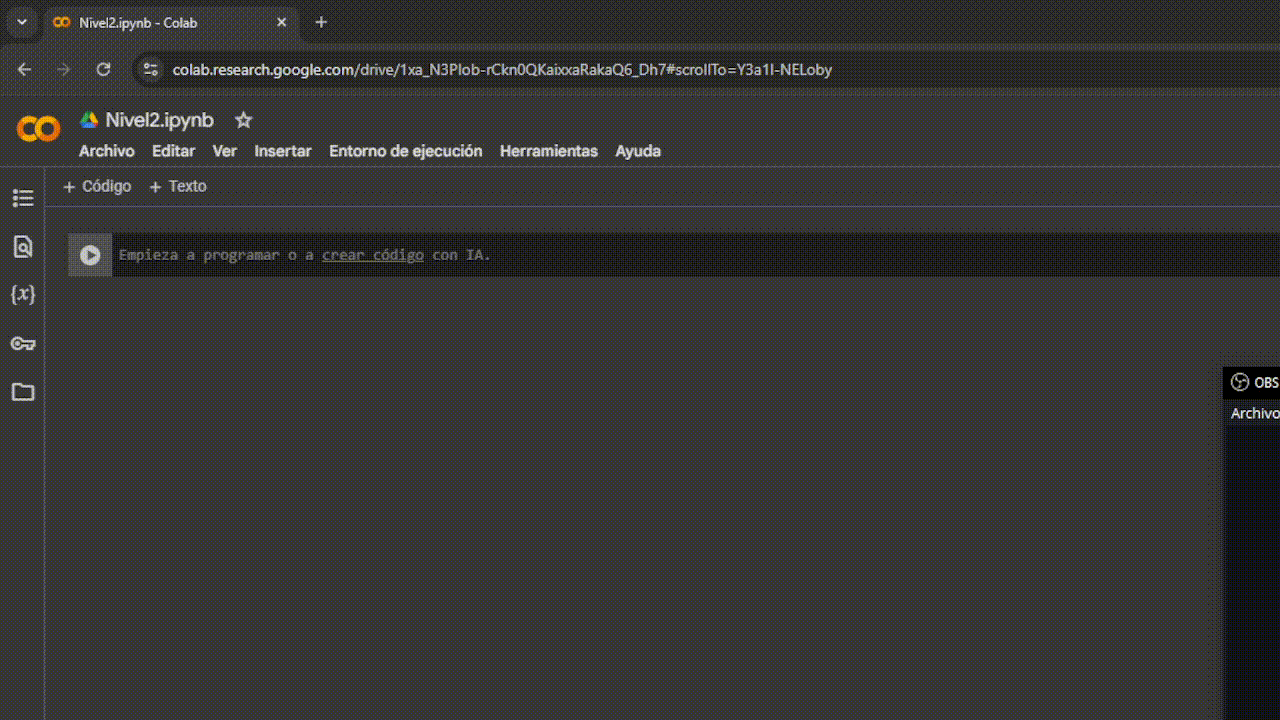 Nivel2.ipynb - Colab
colab.research.google.com/drive/1xa_N3Plob-rCkn0QKaixxaRakaQ6_Dh7#scrollTo=Y3a1I-NELoby
Nivel2.ipynb
Archivo Editar Ver Insertar Entorno de ejecución Herramientas Ayuda
+ Código + Texto
Empieza a programar o a crear código con IA.
{x}
OBS
Archivo